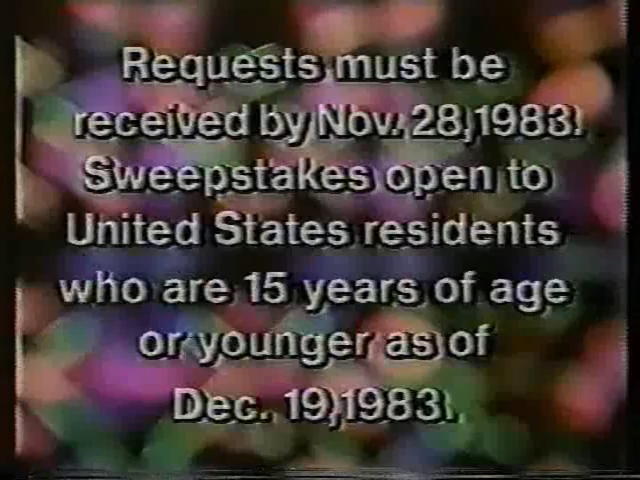 Requests must be
received by Nov. 28,1983.
Sweepstakes open to
United States residents
who are 15 years of age
or younger as of
Dec. 19,1983.